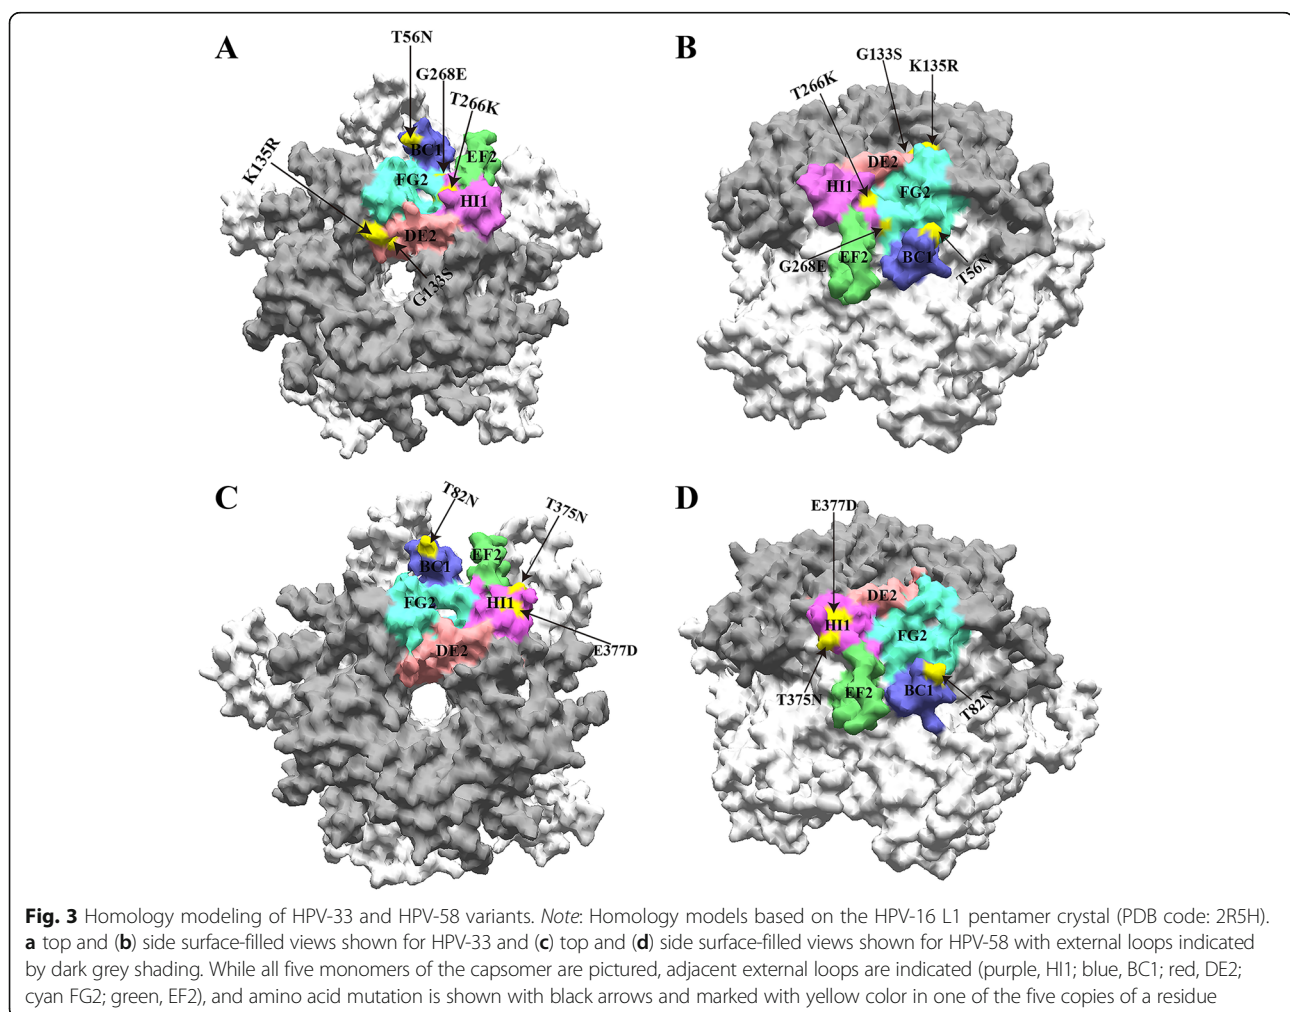 A
T56N
G268E
T266K
K135R
BC1
EF2
FG2
HI1
DE2
G133S
B
G133S
K135R
T266K
DE2
HI1
FG2
G268E
EF2
BC1
T56N
C
T82N
T375N
EF2
BC1
FG2
HI1
DE2
E377D
D
E377D
DE2
HI1
FG2
T375N
EF2
BC1
T82N
Fig. 3 Homology modeling of HPV-33 and HPV-58 variants. Note: Homology models based on the HPV-16 L1 pentamer crystal (PDB code: 2R5H).
a top and (b) side surface-filled views shown for HPV-33 and (c) top and (d) side surface-filled views shown for HPV-58 with external loops indicated
by dark grey shading. While all five monomers of the capsomer are pictured, adjacent external loops are indicated (purple, HI1; blue, BC1; red, DE2;
cyan FG2; green, EF2), and amino acid mutation is shown with black arrows and marked with yellow color in one of the five copies of a residue